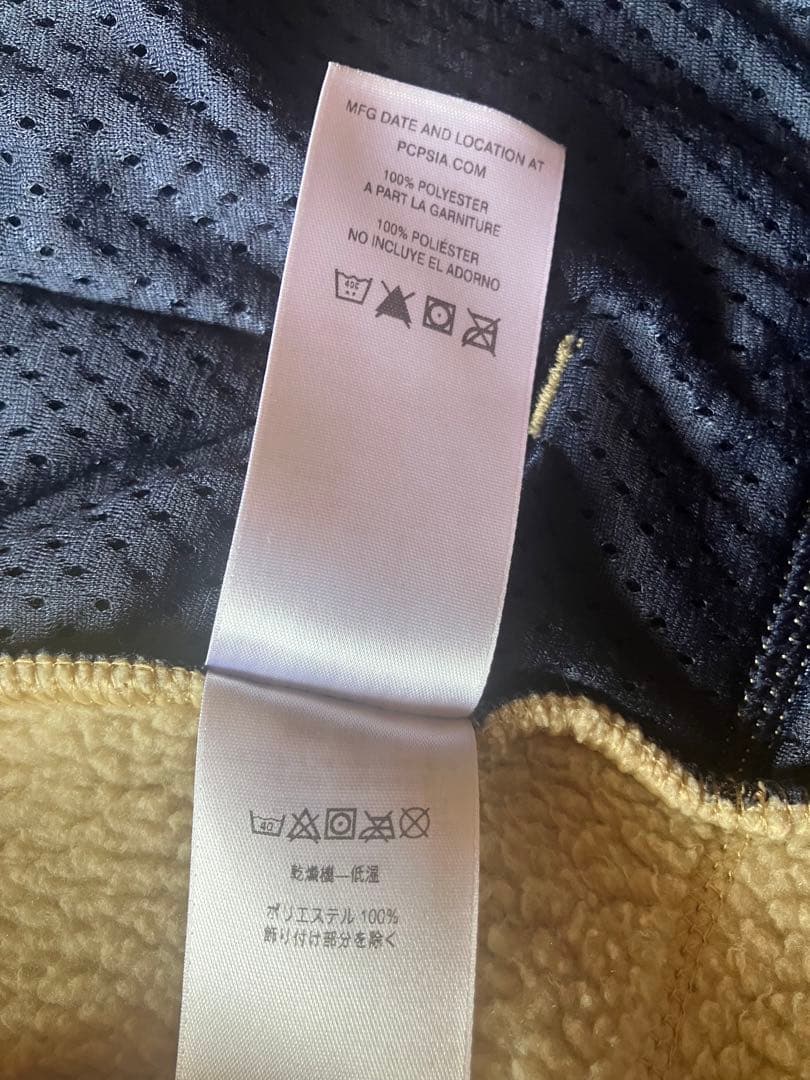 MFG DATE AND LOCATION AT
PCPSIA.COM
100% POLYESTER
A PART LA GARNITURE
100% POLIÉSTER
NO INCLUYE EL ADORNO
40C
40
乾燥機—低温
ポリエステル 100%
飾り付け部分を除く